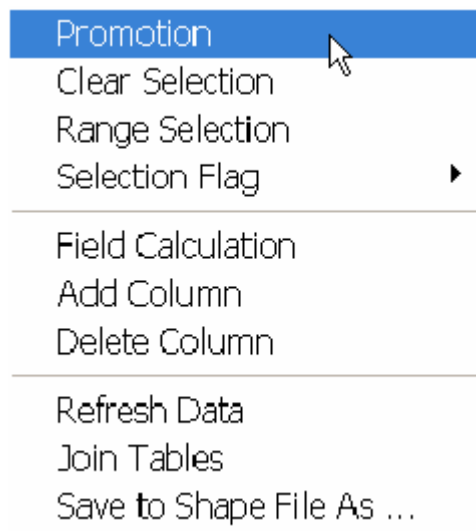 Promotion
Clear Selection
Range Selection
Selection Flag
Field Calculation
Add Column
Delete Column
Refresh Data
Join Tables
Save to Shape File As ...